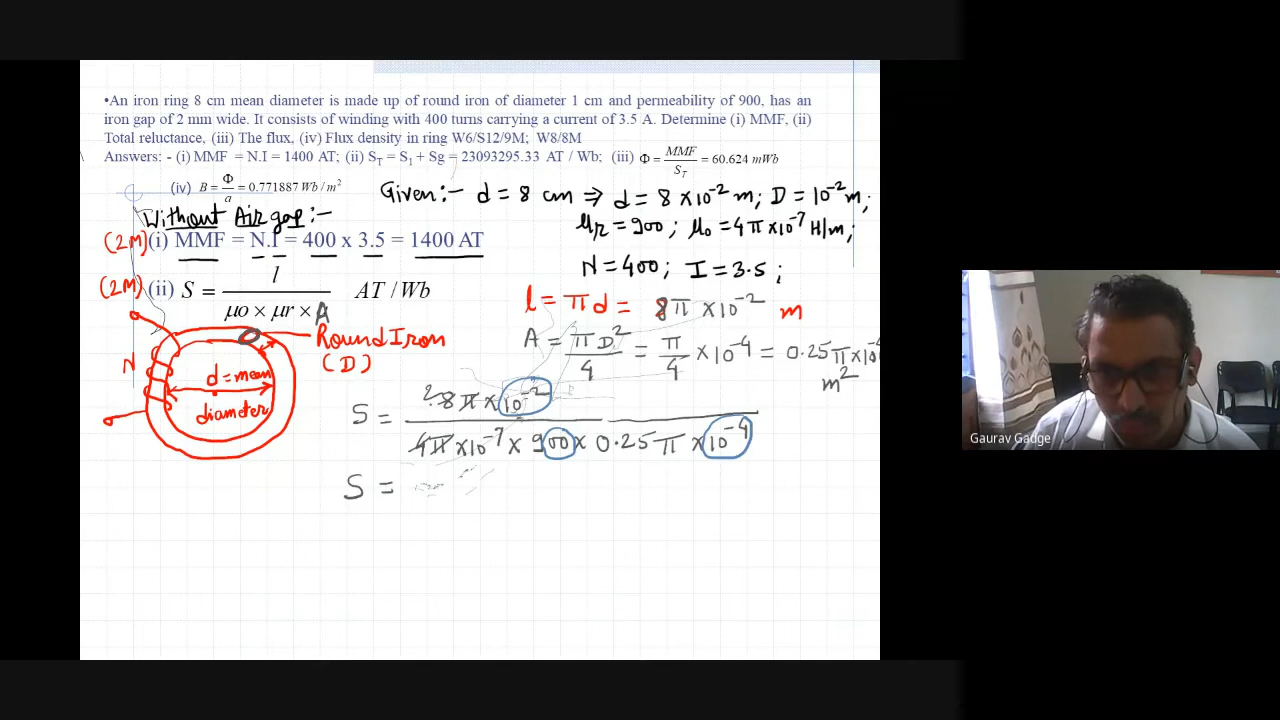 •An iron ring 8 cm mean diameter is made up of round iron of diameter 1 cm and permeability of 900, has an
iron gap of 2 mm wide. It consists of winding with 400 turns carrying a current of 3.5 A. Determine (i) MMF, (ii)
Total reluctance, (iii) The flux, (iv) Flux density in ring W6/S12/9M; W8/8M
Answers: - (i) MMF = N.I = 1400 AT; (ii) S_T = S_I + Sg = 23093295.33 AT / Wb; (iii) Φ = MMF / S_T = 60.624 mWb
(iv) B = Φ / a = 0.771887 Wb / m²
Given:- d = 8 cm ⇒ d = 8 × 10⁻² m; D = 10⁻² m;
Without Air gap:-
μr = 900; μ₀ = 4π × 10⁻⁷ H/m;
(2M) (i) MMF = N.I = 400 x 3.5 = 1400 AT
N = 400; I = 3.5;
(2M) (ii) S = l / (μo × μr × A) AT / Wb
l = πd = 8π × 10⁻² m
Round Iron
(D)
A = πD² / 4 = π / 4 × 10⁻⁴ = 0.25π × 10⁻⁴
m²
N
d = mean
diameter
S = 2 8π × 10⁻² / 4π × 10⁻⁷ × 900 × 0.25π × 10⁻⁴
S =
Gaurav Gadge